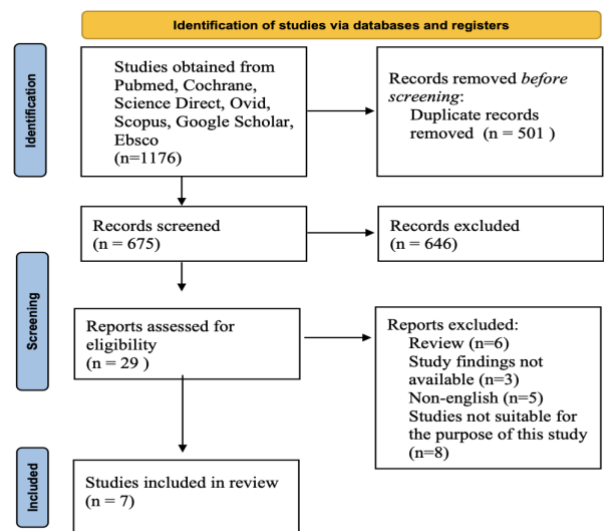 Identification of studies via databases and registers
Identification
Studies obtained from
Pubmed, Cochrane,
Science Direct, Ovid,
Scopus, Google Scholar,
Ebsco
(n=1176)
Records removed before
screening:
Duplicate records
removed (n = 501 )
Screening
Records screened
(n = 675)
Records excluded
(n = 646)
Reports assessed for
eligibility
(n = 29 )
Reports excluded:
Review (n=6)
Study findings not
available (n=3)
Non-english (n=5)
Studies not suitable for
the purpose of this study
(n=8)
Included
Studies included in review
(n = 7)